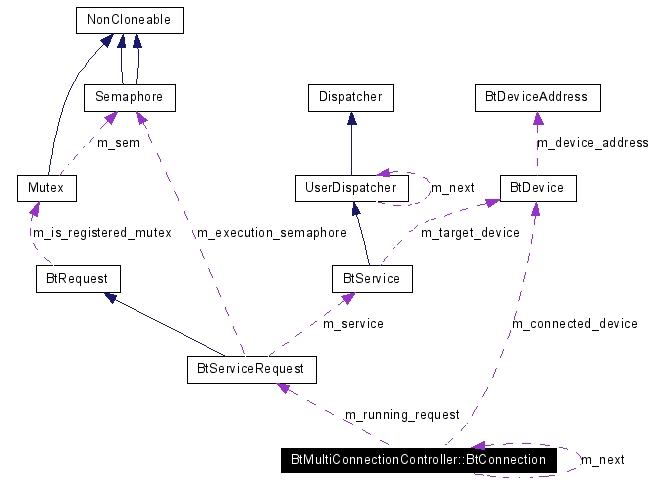 NonCloneable
Semaphore
Dispatcher
BtDeviceAddress
m_sem
m_device_address
Mutex
UserDispatcher
m_next
BtDevice
m_is_registered_mutex
m_execution_semaphore
m_target_device
BtRequest
BtService
m_service
m_connected_device
BtServiceRequest
m_running_request
BtMultiConnectionController::BtConnection
m_next